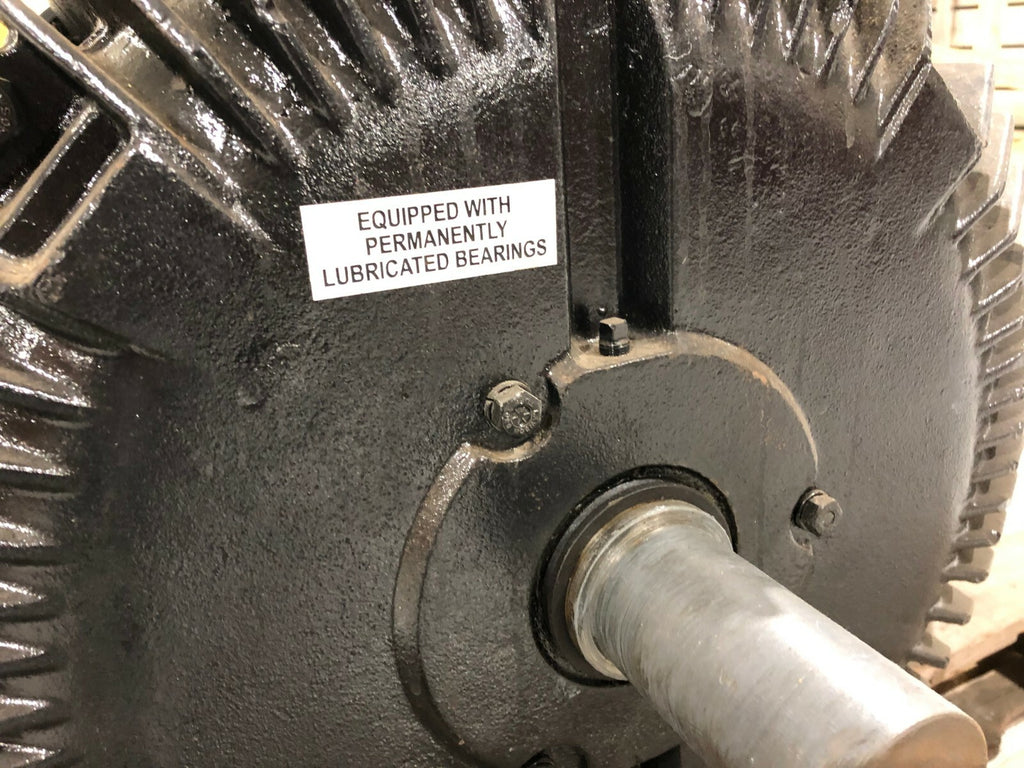 EQUIPPED WITH
PERMANENTLY
LUBRICATED BEARINGS